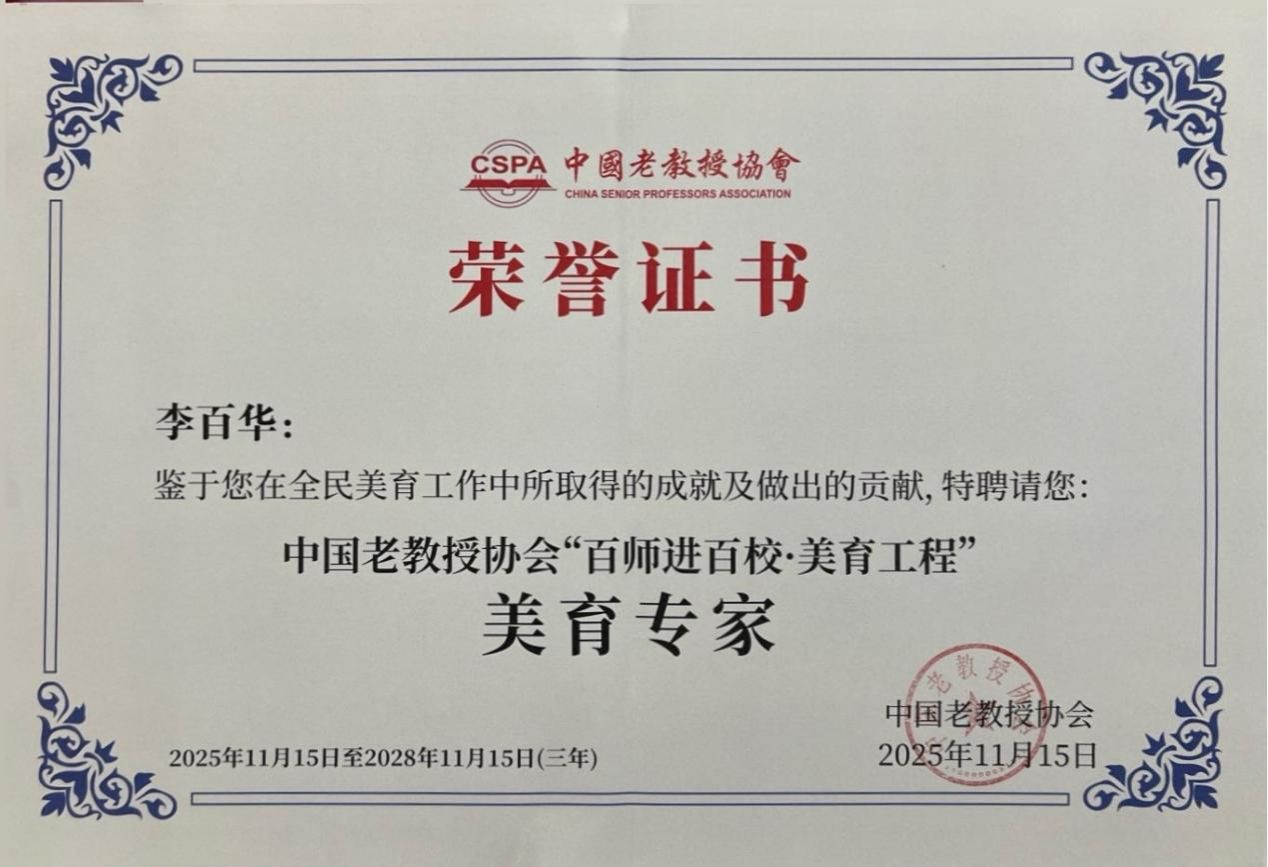 CSPA 中國老教授協會
CHINA SENIOR PROFESSORS ASSOCIATION
荣誉证书
李百华：
鉴于您在全民美育工作中所取得的成就及做出的贡献, 特聘请您：
中国老教授协会“百师进百校·美育工程”
美育专家
老教授协
中国老教授协会
2025年11月15日
2025年11月15日至2028年11月15日(三年)